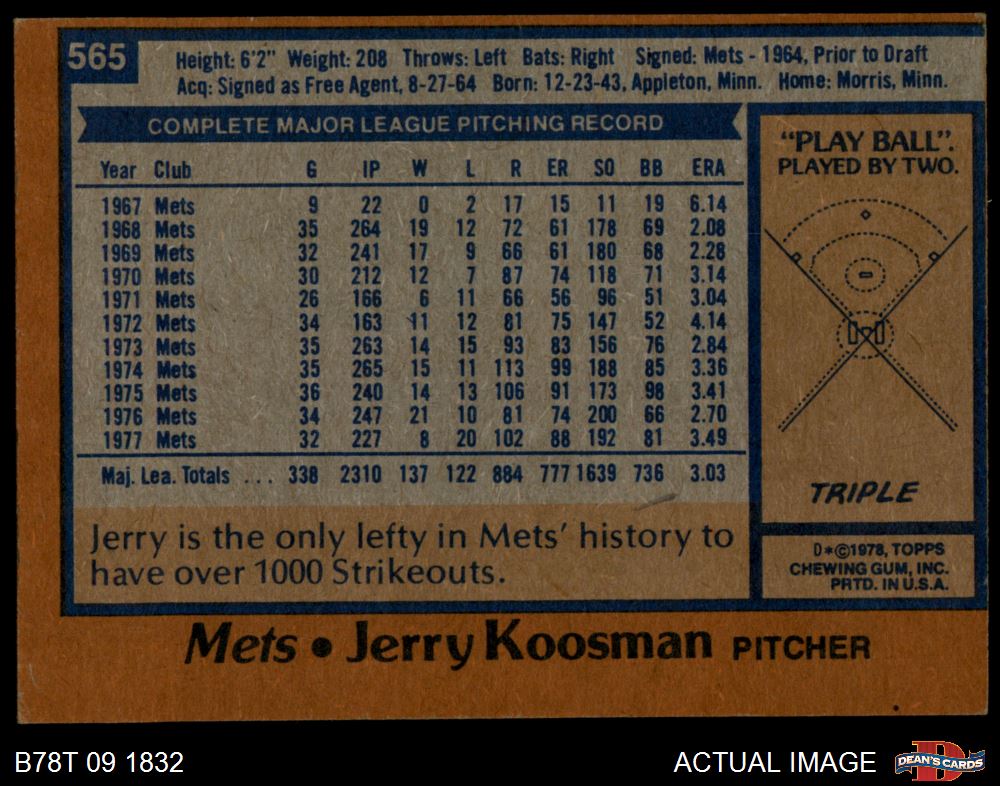 565
Height: 6'2" Weight: 208 Throws: Left Bats: Right Signed: Mets - 1964, Prior to Draft
Acq: Signed as Free Agent, 8-27-64 Born: 12-23-43, Appleton, Minn. Home: Morris, Minn.
COMPLETE MAJOR LEAGUE PITCHING RECORD
Year Club G IP W L R ER SO BB ERA
1967 Mets 9 22 0 2 17 15 11 19 6.14
1968 Mets 35 264 19 12 72 61 178 69 2.08
1969 Mets 32 241 17 9 66 61 180 68 2.28
1970 Mets 30 212 12 7 87 74 118 71 3.14
1971 Mets 26 166 6 11 66 56 96 51 3.04
1972 Mets 34 163 11 12 81 75 147 52 4.14
1973 Mets 35 263 14 15 93 83 156 76 2.84
1974 Mets 35 265 15 11 113 99 188 85 3.36
1975 Mets 36 240 14 13 106 91 173 98 3.41
1976 Mets 34 247 21 10 81 74 200 66 2.70
1977 Mets 32 227 8 20 102 88 192 81 3.49
Maj. Lea. Totals ... 338 2310 137 122 884 777 1639 736 3.03
Jerry is the only lefty in Mets' history to
have over 1000 Strikeouts.
"PLAY BALL".
PLAYED BY TWO.
TRIPLE
D*©1978, TOPPS
CHEWING GUM, INC.
PRTD. IN U.S.A.
Mets • Jerry Koosman PITCHER
B78T 09 1832
ACTUAL IMAGE
D
DEAN'S CARDS